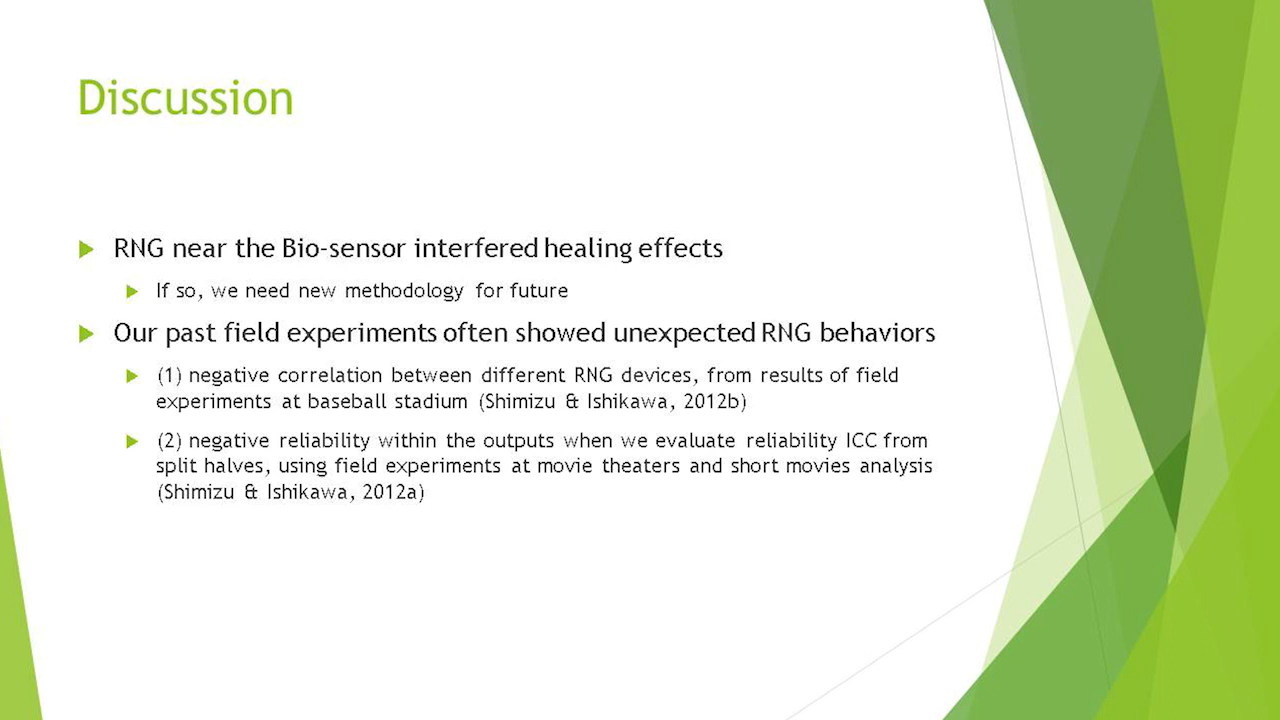 Discussion
RNG near the Bio-sensor interfered healing effects
If so, we need new methodology for future
Our past field experiments often showed unexpected RNG behaviors
(1) negative correlation between different RNG devices, from results of field
experiments at baseball stadium (Shimizu & Ishikawa, 2012b)
(2) negative reliability within the outputs when we evaluate reliability ICC from
split halves, using field experiments at movie theaters and short movies analysis
(Shimizu & Ishikawa, 2012a)